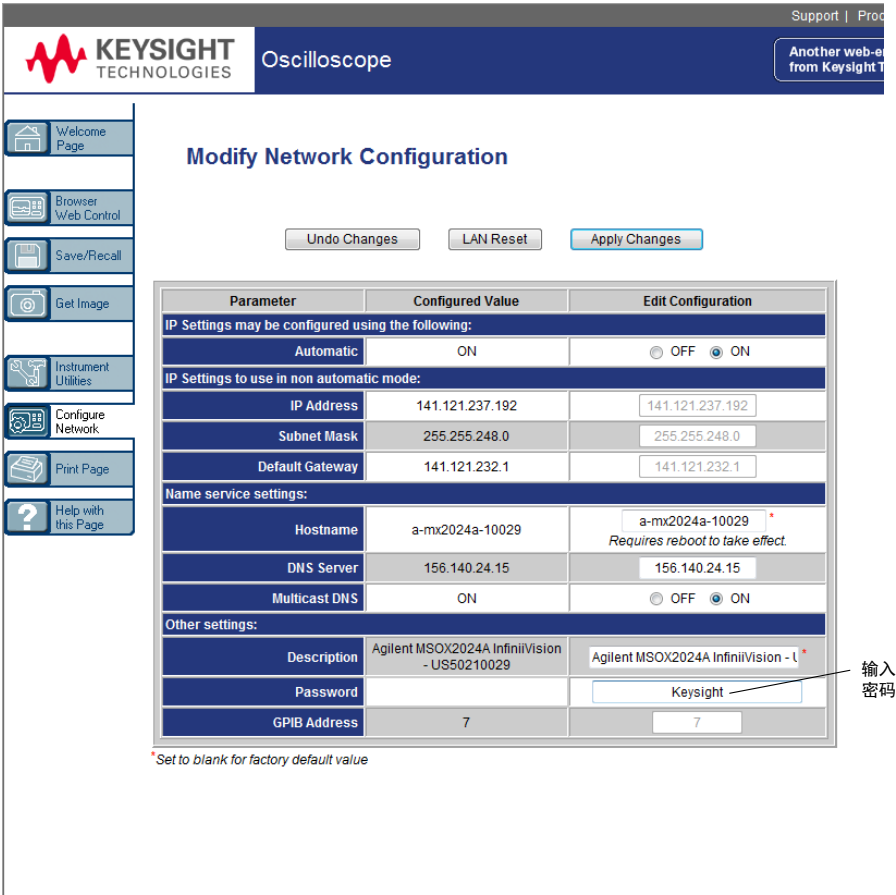 Support | Prod
KEYSIGHT
TECHNOLOGIES
Oscilloscope
Another web-e
from Keysight T
Welcome
Page
Browser
Web Control
Save/Recall
Get Image
Instrument
Utilities
Configure
Network
Print Page
Help with
this Page
Modify Network Configuration
Undo Changes LAN Reset Apply Changes
Parameter Configured Value Edit Configuration
IP Settings may be configured using the following:
Automatic ON OFF ON
IP Settings to use in non automatic mode:
IP Address 141.121.237.192 141.121.237.192
Subnet Mask 255.255.248.0 255.255.248.0
Default Gateway 141.121.232.1 141.121.232.1
Name service settings:
Hostname a-mx2024a-10029 a-mx2024a-10029 *
Requires reboot to take effect.
DNS Server 156.140.24.15 156.140.24.15
Multicast DNS ON OFF ON
Other settings:
Description Agilent MSOX2024A InfiniiVision
- US50210029
Agilent MSOX2024A InfiniiVision - U *
Password Keysight
GPIB Address 7 7
输入
密码
*Set to blank for factory default value